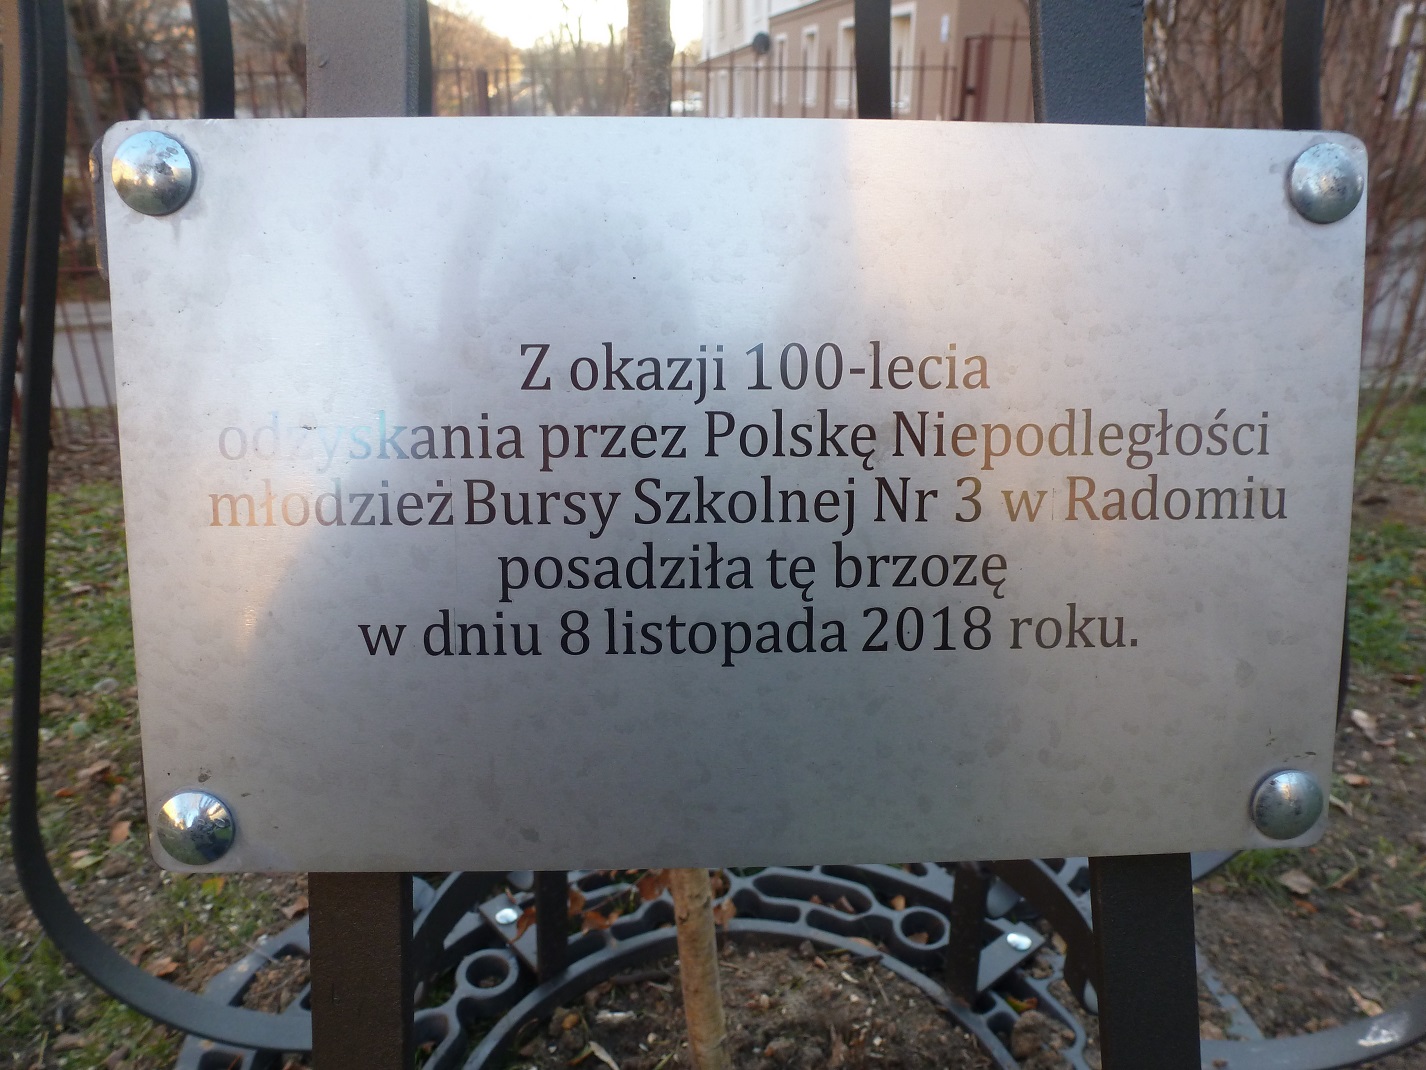 Z okazji 100-lecia
odzyskania przez Polskę Niepodległości
młodzież Bursy Szkolnej Nr 3 w Radomiu
posadziła tę brzozę
w dniu 8 listopada 2018 roku.